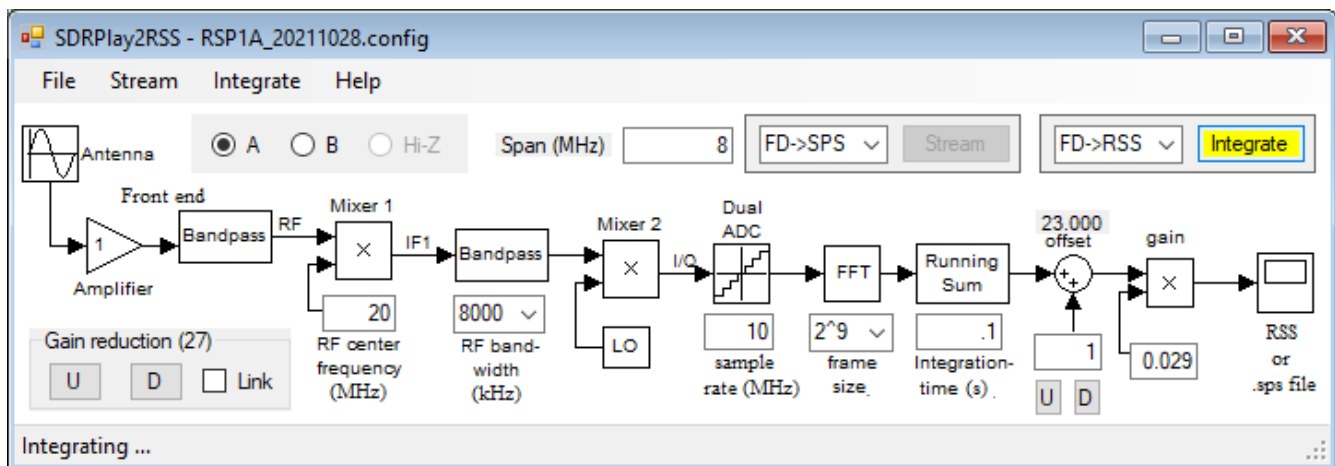 SDRPlay2RSS - RSP1A_20211028.config
File Stream Integrate Help
Antenna
A B Hi-Z
Span (MHz) 8
FD->SPS Stream
FD->RSS Integrate
Front end
1
Amplifier
Bandpass
RF
Mixer 1
×
IF1
Bandpass
Mixer 2
×
I/Q
Dual
ADC
FFT
Running
Sum
23.000
offset
++
gain
×
RSS
or
.sps file
20
RF center
frequency
(MHz)
8000
RF band-
width
(kHz)
LO
10
sample
rate (MHz)
2^9
frame
size.
.1
Integration-
time (s) .
1
U D
0.029
Gain reduction (27)
U D Link
Integrating ...